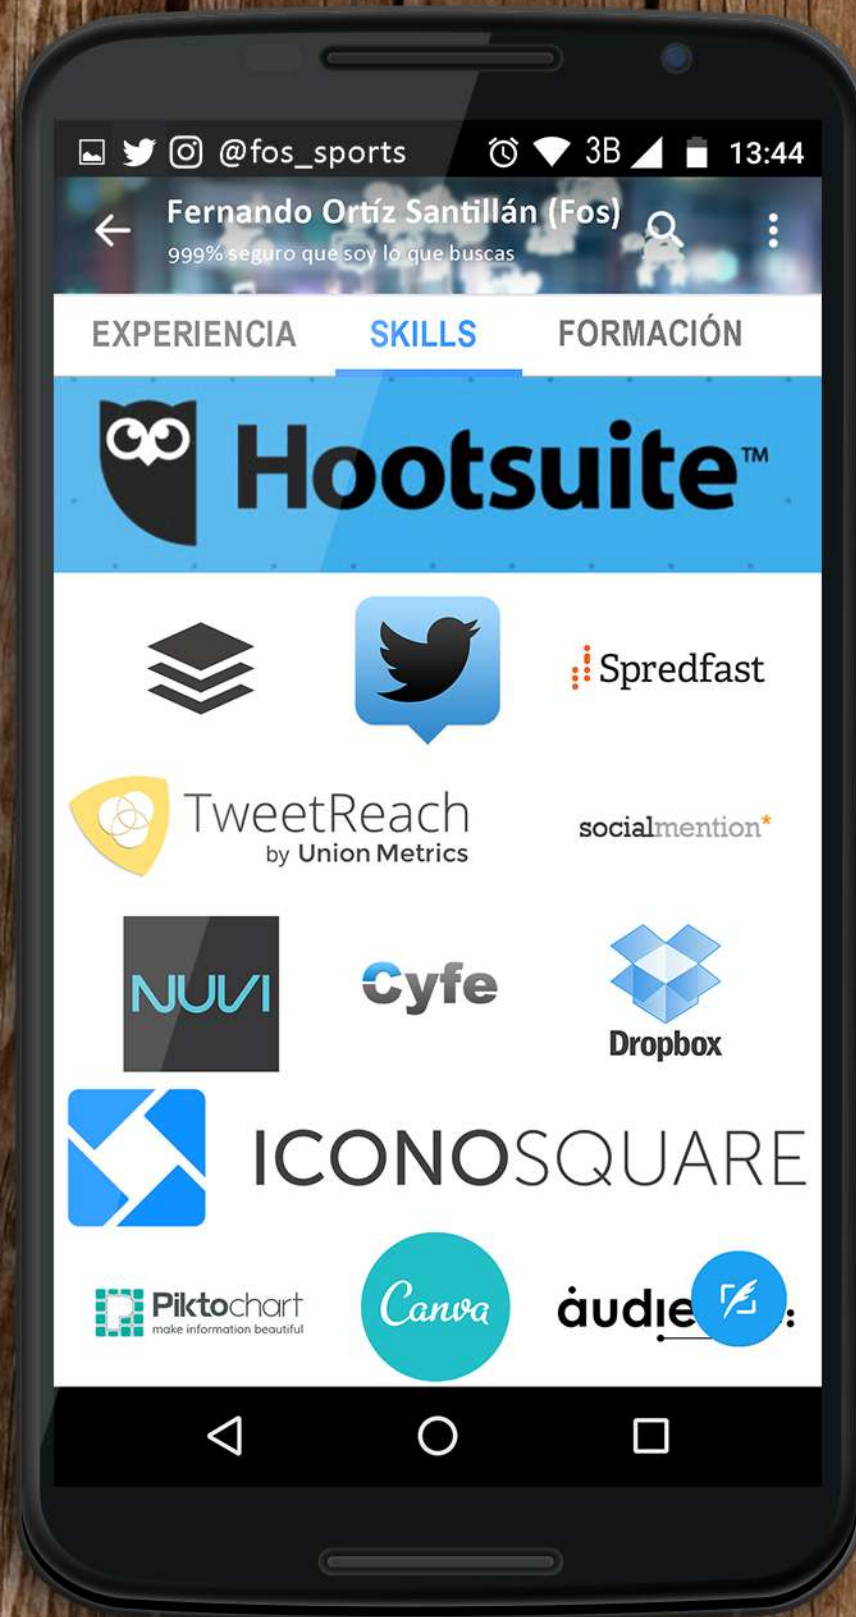 @fos_sports 3B 13:44
Fernando Ortíz Santillán (Fos)
999% seguro que soy lo que buscas
EXPERIENCIA SKILLS FORMACIÓN
Hootsuite™
Spredfast
TweetReach
by Union Metrics
socialmention*
NUVI
Cyfe
Dropbox
ICONOSQUARE
Piktochart
make information beautiful
Canva